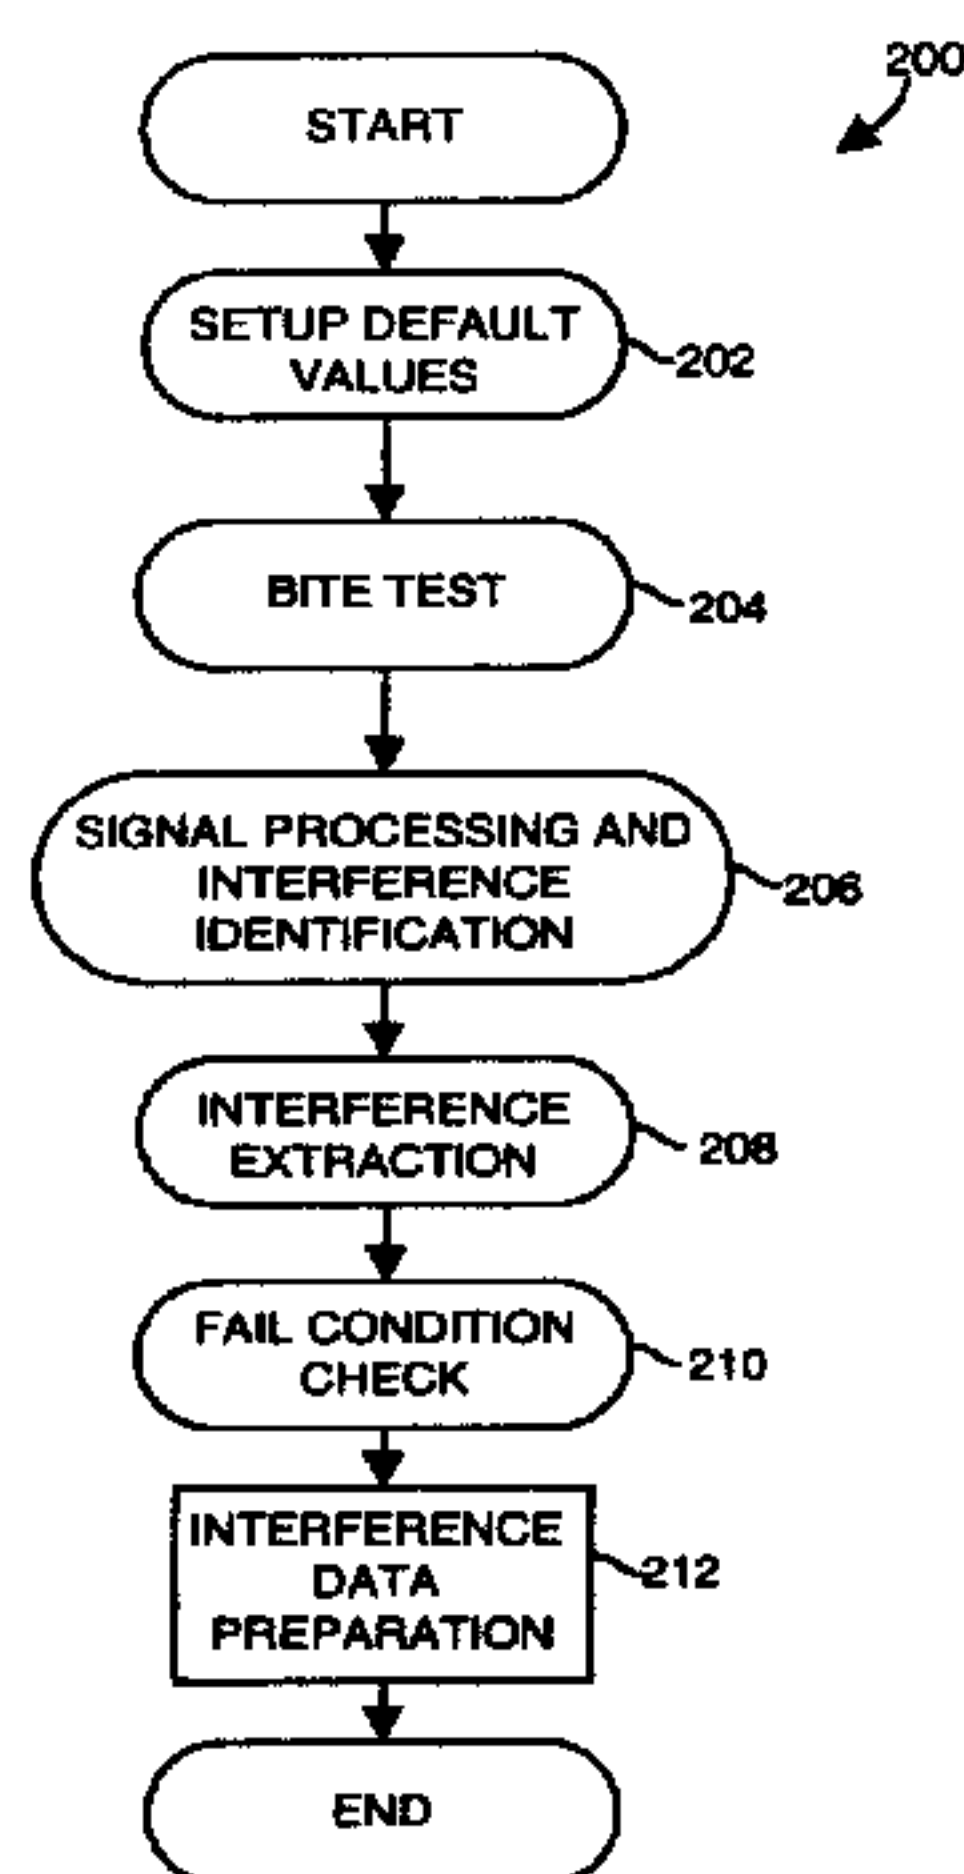 200
START
SETUP DEFAULT
VALUES
202
BITE TEST
204
SIGNAL PROCESSING AND
INTERFERENCE
IDENTIFICATION
206
INTERFERENCE
EXTRACTION
208
FAIL CONDITION
CHECK
210
INTERFERENCE
DATA
PREPARATION
212
END